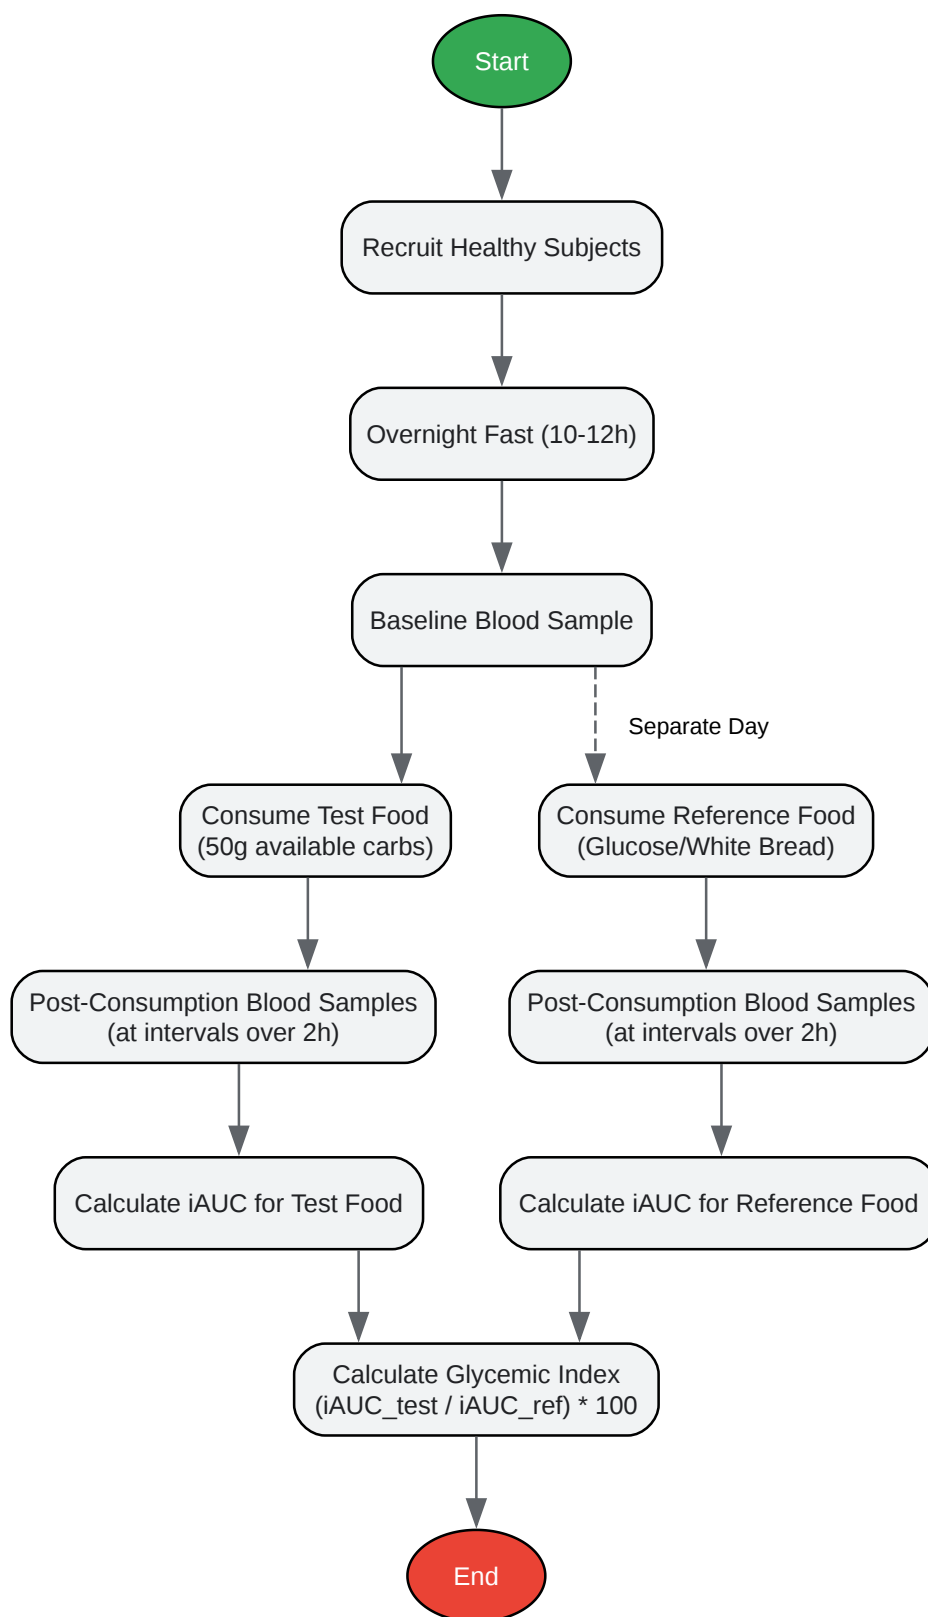 Start
Recruit Healthy Subjects
Overnight Fast (10-12h)
Baseline Blood Sample
Separate Day
Consume Test Food
(50g available carbs)
Consume Reference Food
(Glucose/White Bread)
Post-Consumption Blood Samples
(at intervals over 2h)
Post-Consumption Blood Samples
(at intervals over 2h)
Calculate iAUC for Test Food
Calculate iAUC for Reference Food
Calculate Glycemic Index
(iAUC_test / iAUC_ref) * 100
End